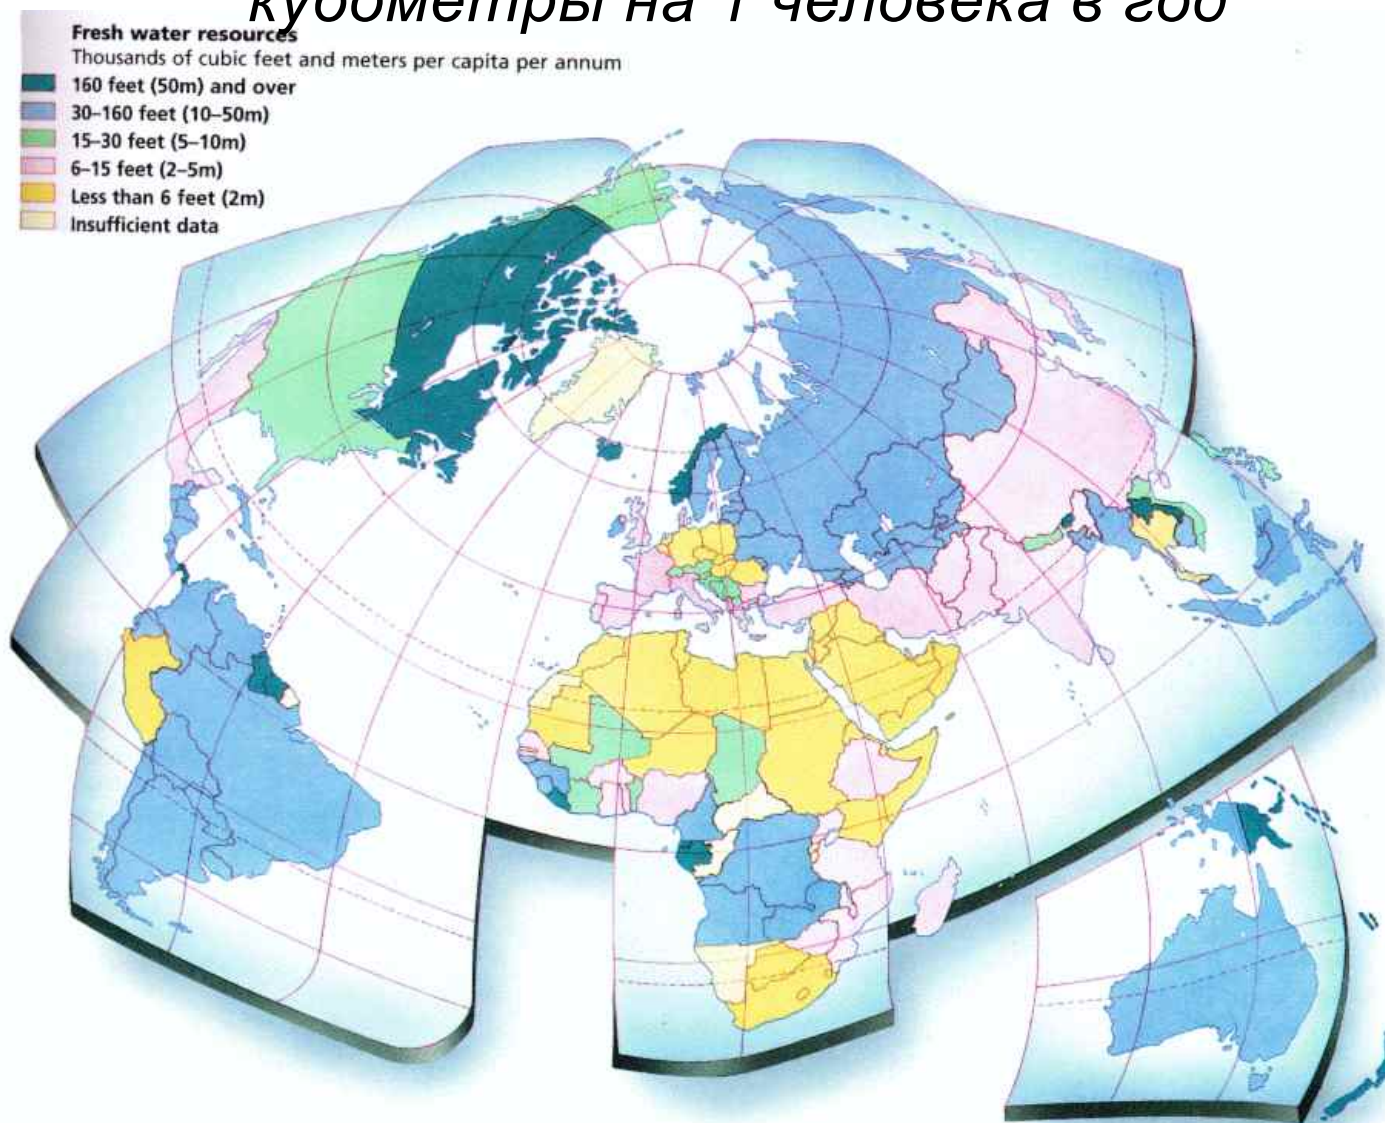 кубометры на 1 человека в год
Fresh water resources
Thousands of cubic feet and meters per capita per annum
160 feet (50m) and over
30–160 feet (10–50m)
15–30 feet (5–10m)
6–15 feet (2–5m)
Less than 6 feet (2m)
Insufficient data